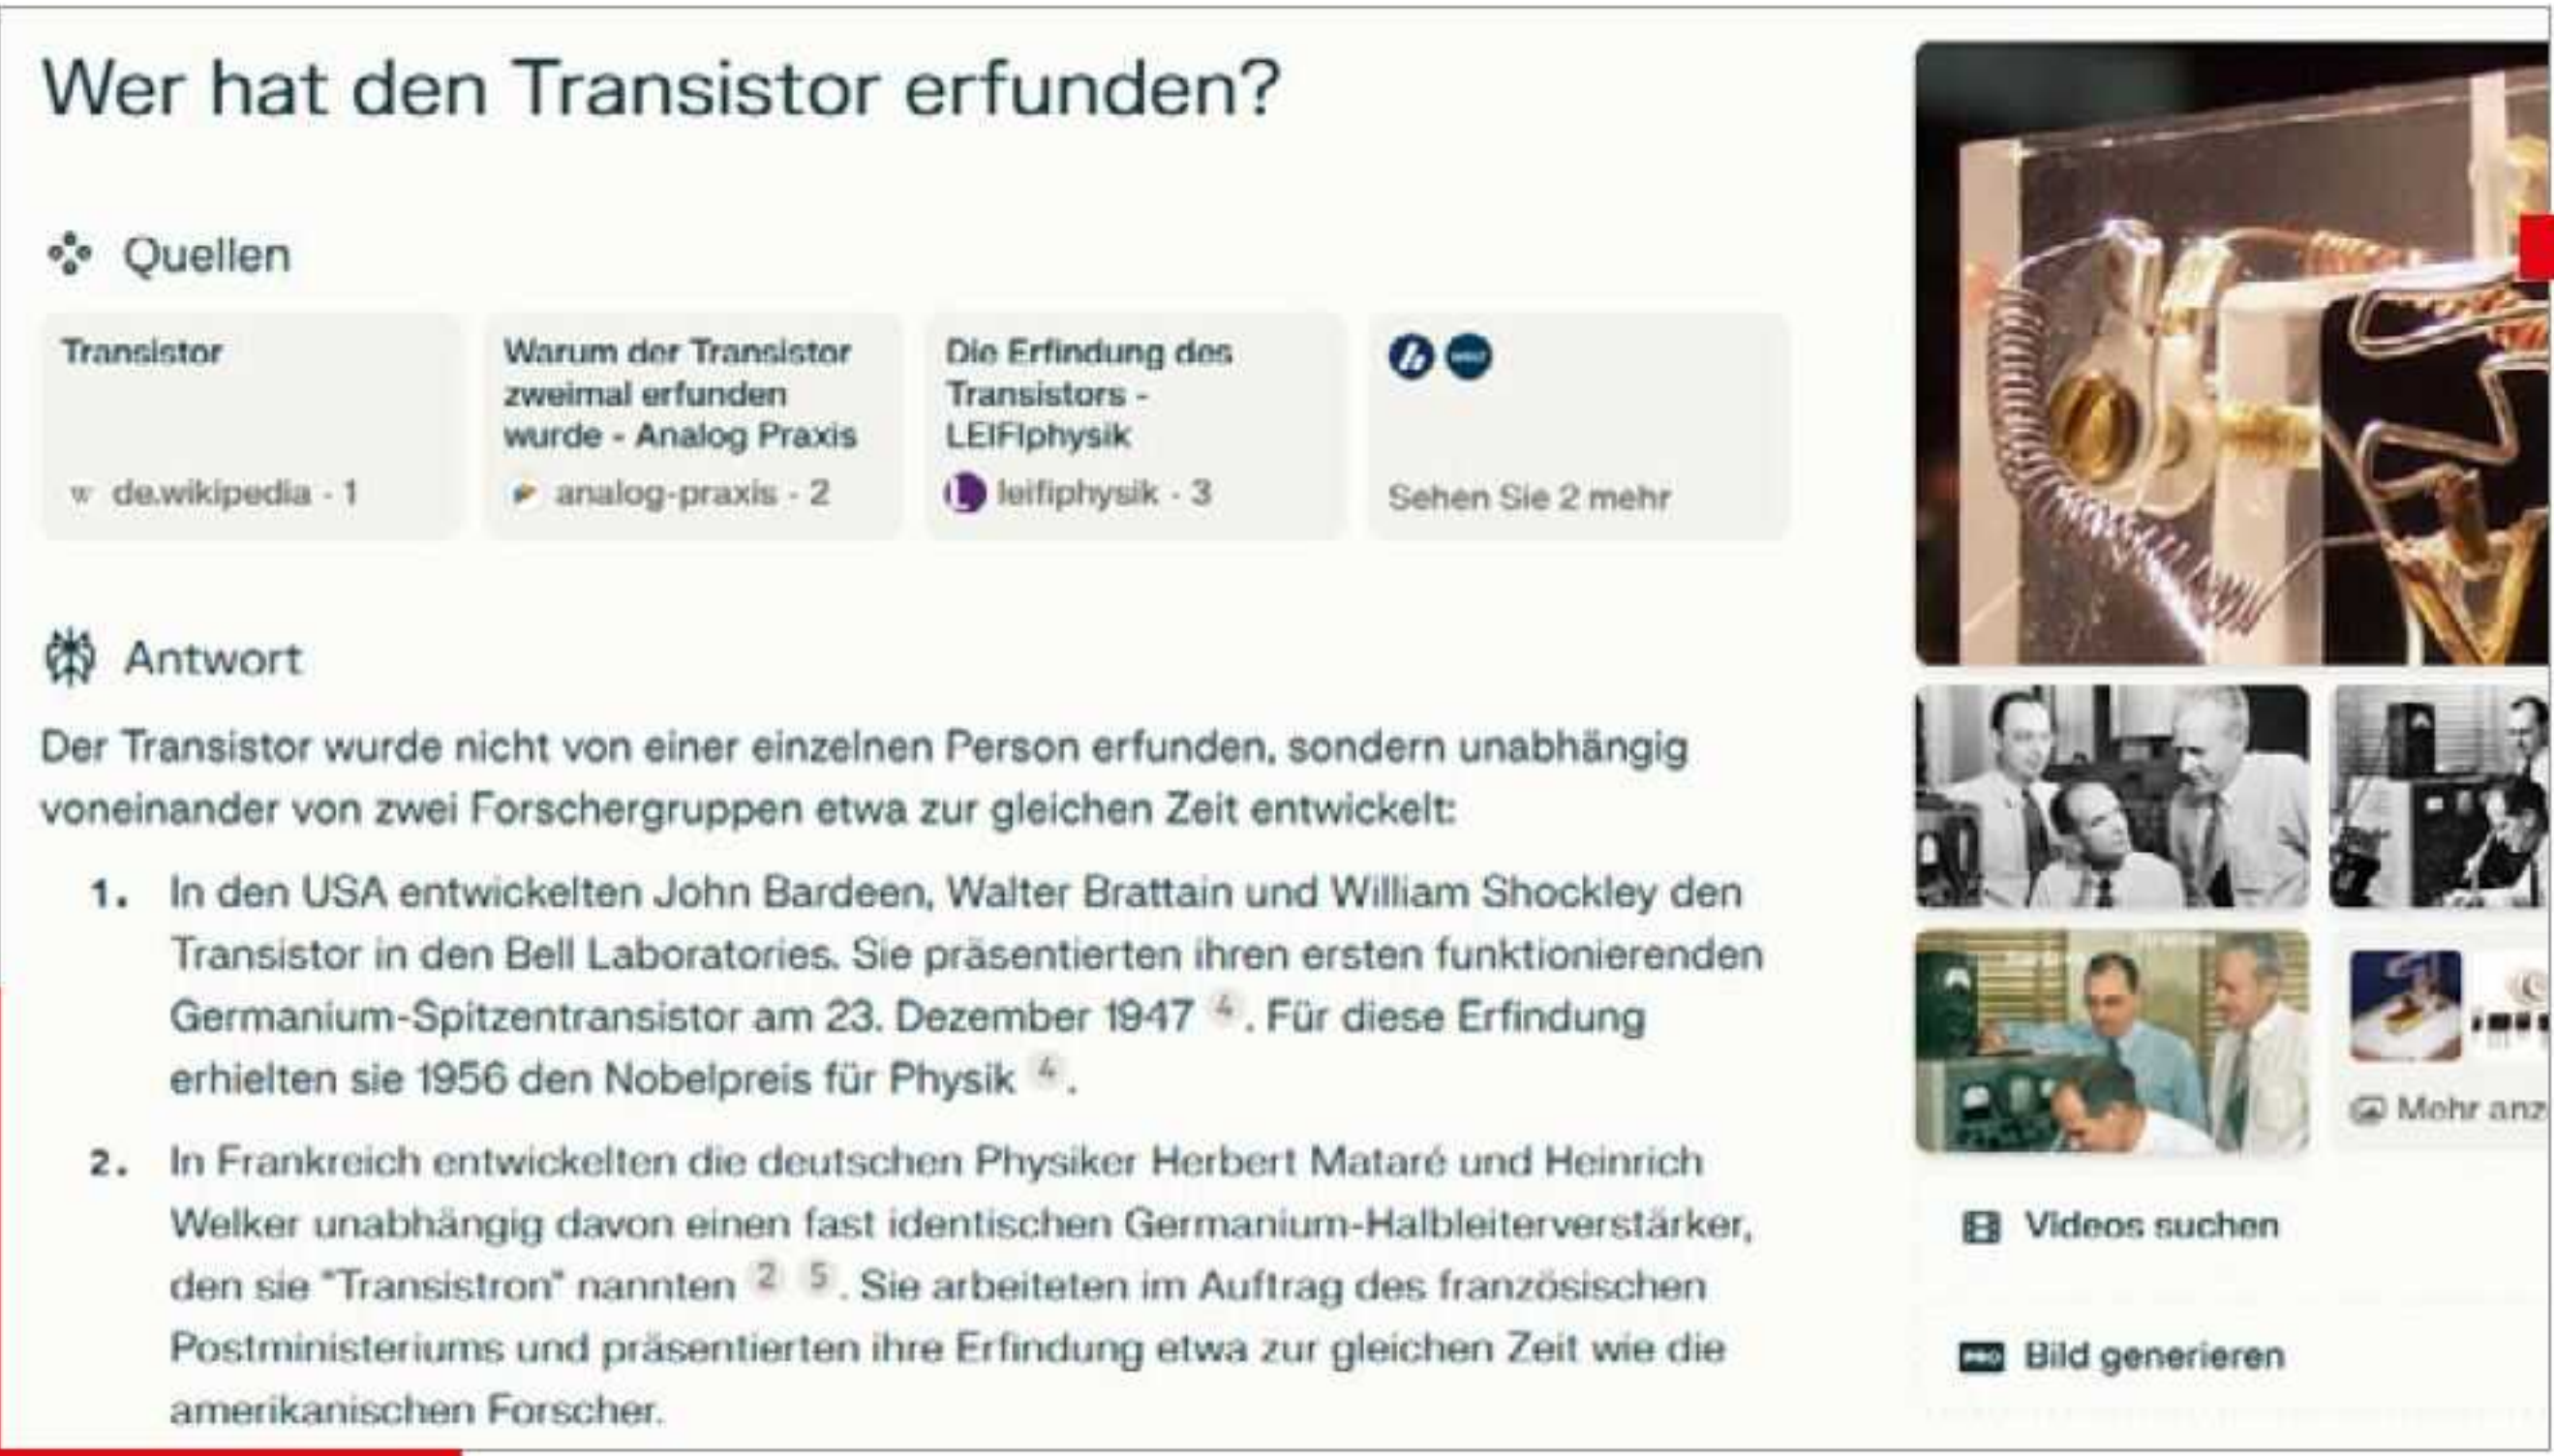 Wer hat den Transistor erfunden?
Quellen
Transistor
de.wikipedia · 1
Warum der Transistor
zweimal erfunden
wurde - Analog Praxis
analog-praxis · 2
Die Erfindung des
Transistors -
LEIFIphysik
leifiphysik · 3
Sehen Sie 2 mehr
Antwort
Der Transistor wurde nicht von einer einzelnen Person erfunden, sondern unabhängig
voneinander von zwei Forschergruppen etwa zur gleichen Zeit entwickelt:
1. In den USA entwickelten John Bardeen, Walter Brattain und William Shockley den
Transistor in den Bell Laboratories. Sie präsentierten ihren ersten funktionierenden
Germanium-Spitzentransistor am 23. Dezember 1947 4 . Für diese Erfindung
erhielten sie 1956 den Nobelpreis für Physik 4 .
2. In Frankreich entwickelten die deutschen Physiker Herbert Mataré und Heinrich
Welker unabhängig davon einen fast identischen Germanium-Halbleiterverstärker,
den sie "Transistron" nannten 2 5 . Sie arbeiteten im Auftrag des französischen
Postministeriums und präsentierten ihre Erfindung etwa zur gleichen Zeit wie die
amerikanischen Forscher.
Mehr anz
Videos suchen
PRO Bild generieren